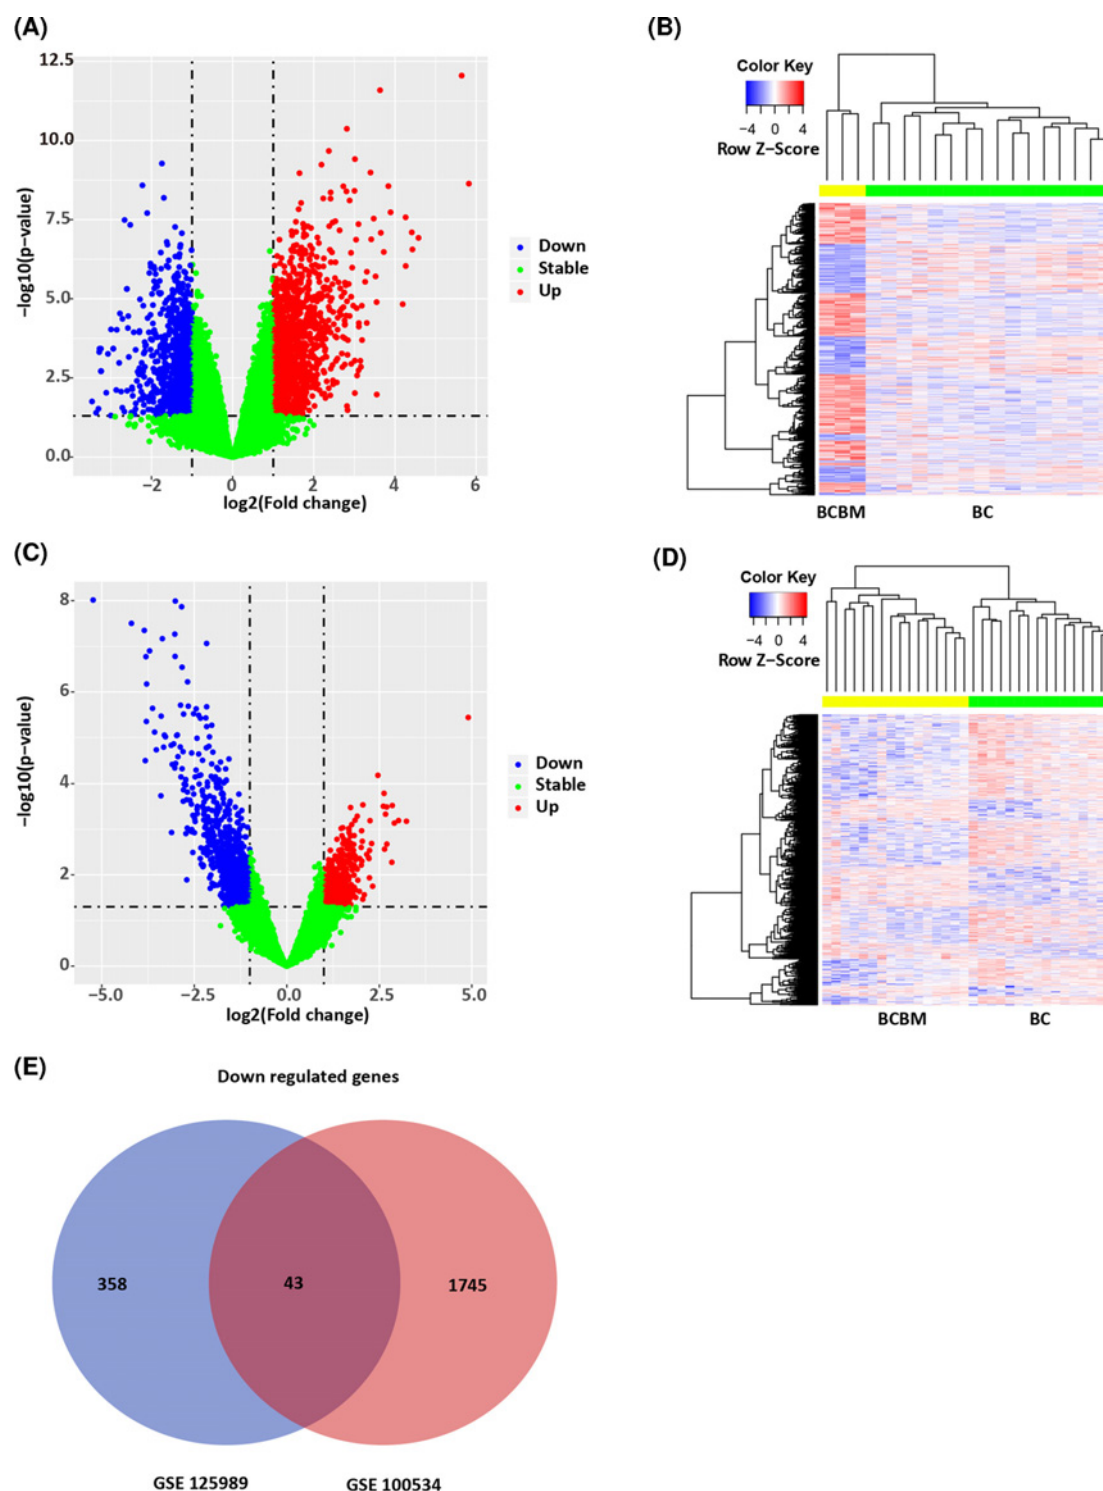 (A)
12.5
10.0
7.5
5.0
2.5
0.0
−log10(p−value)
−2
0
2
4
6
log2(Fold change)
Down
Stable
Up
(B)
Color Key
−4
0
4
Row Z−Score
BCBM
BC
(C)
8
6
4
2
0
−log10(p−value)
−5.0
−2.5
0.0
2.5
5.0
log2(Fold change)
Down
Stable
Up
(D)
Color Key
−4
0
4
Row Z−Score
BCBM
BC
(E)
Down regulated genes
358
43
1745
GSE 125989
GSE 100534